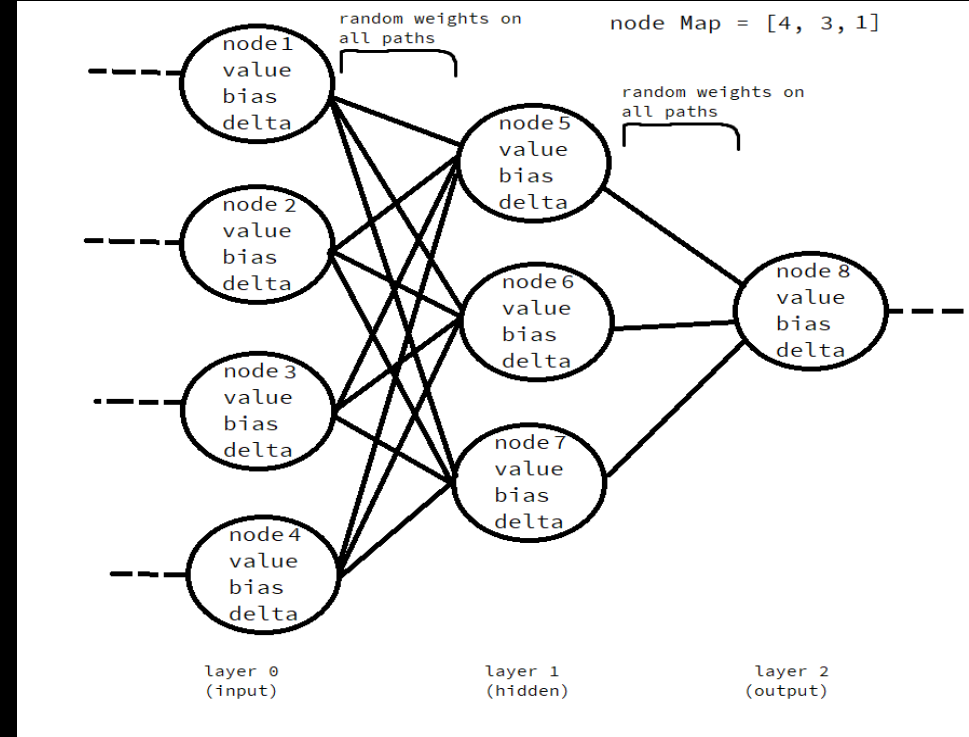 random weights on
all paths
node Map = [4, 3, 1]
random weights on
all paths
node 1
value
bias
delta
node 2
value
bias
delta
node 3
value
bias
delta
node 4
value
bias
delta
node 5
value
bias
delta
node 6
value
bias
delta
node 7
value
bias
delta
node 8
value
bias
delta
layer 0
(input)
layer 1
(hidden)
layer 2
(output)